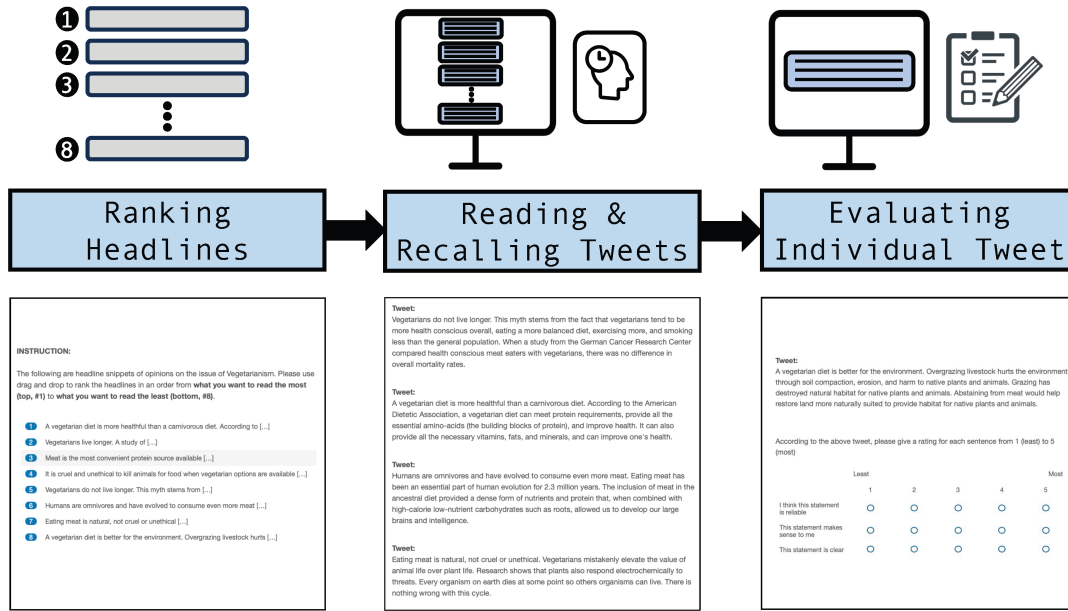 1
2
3
8
Ranking
Headlines
Reading &
Recalling Tweets
Evaluating
Individual Tweet
INSTRUCTION:
The following are headline snippets of opinions on the issue of Vegetarianism. Please use
drag and drop to rank the headlines in an order from what you want to read the most
(top, #1) to what you want to read the least (bottom, #8).
1 A vegetarian diet is more healthful than a carnivorous diet. According to [...]
2 Vegetarians live longer. A study of [...]
3 Meat is the most convenient protein source available [...]
4 It is cruel and unethical to kill animals for food when vegetarian options are available [...]
5 Vegetarians do not live longer. This myth stems from [...]
6 Humans are omnivores and have evolved to consume even more meat [...]
7 Eating meat is natural, not cruel or unethical [...]
8 A vegetarian diet is better for the environment. Overgrazing livestock hurts [...]
Tweet:
Vegetarians do not live longer. This myth stems from the fact that vegetarians tend to be
more health conscious overall, eating a more balanced diet, exercising more, and smoking
less than the general population. When a study from the German Cancer Research Center
compared health conscious meat eaters with vegetarians, there was no difference in
overall mortality rates.
Tweet:
A vegetarian diet is more healthful than a carnivorous diet. According to the American
Dietetic Association, a vegetarian diet can meet protein requirements, provide all the
essential amino-acids (the building blocks of protein), and improve health. It can also
provide all the necessary vitamins, fats, and minerals, and can improve one's health.
Tweet:
Humans are omnivores and have evolved to consume even more meat. Eating meat has
been an essential part of human evolution for 2.3 million years. The inclusion of meat in the
ancestral diet provided a dense form of nutrients and protein that, when combined with
high-calorie low-nutrient carbohydrates such as roots, allowed us to develop our large
brains and intelligence.
Tweet:
Eating meat is natural, not cruel or unethical. Vegetarians mistakenly elevate the value of
animal life over plant life. Research shows that plants also respond electrochemically to
threats. Every organism on earth dies at some point so others organisms can live. There is
nothing wrong with this cycle.
Tweet:
A vegetarian diet is better for the environment. Overgrazing livestock hurts the environment
through soil compaction, erosion, and harm to native plants and animals. Grazing has
destroyed natural habitat for native plants and animals. Abstaining from meat would help
restore land more naturally suited to provide habitat for native plants and animals.
According to the above tweet, please give a rating for each sentence from 1 (least) to 5
(most)
Least Most
1 2 3 4 5
I think this statement
is reliable
This statement makes
sense to me
This statement is clear